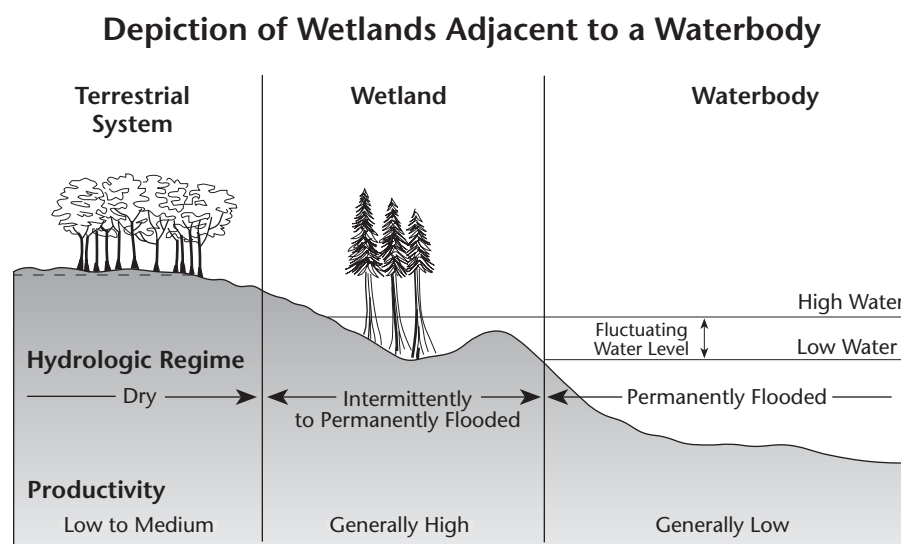 Depiction of Wetlands Adjacent to a Waterbody
Terrestrial
System
Wetland
Waterbody
High Water
Fluctuating
Water Level
Low Water
Hydrologic Regime
Dry
Intermittently
to Permanently Flooded
Permanently Flooded
Productivity
Low to Medium
Generally High
Generally Low